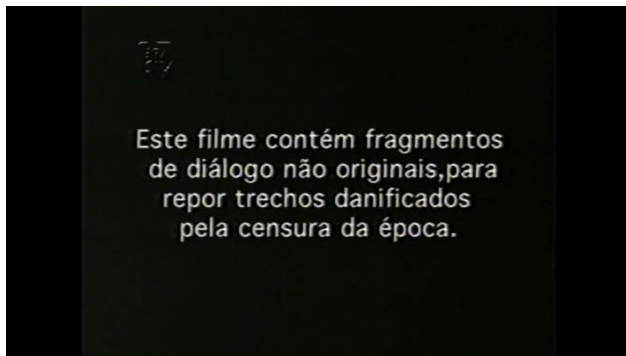 Este filme contém fragmentos
de diálogo não originais,para
repor trechos danificados
pela censura da época.